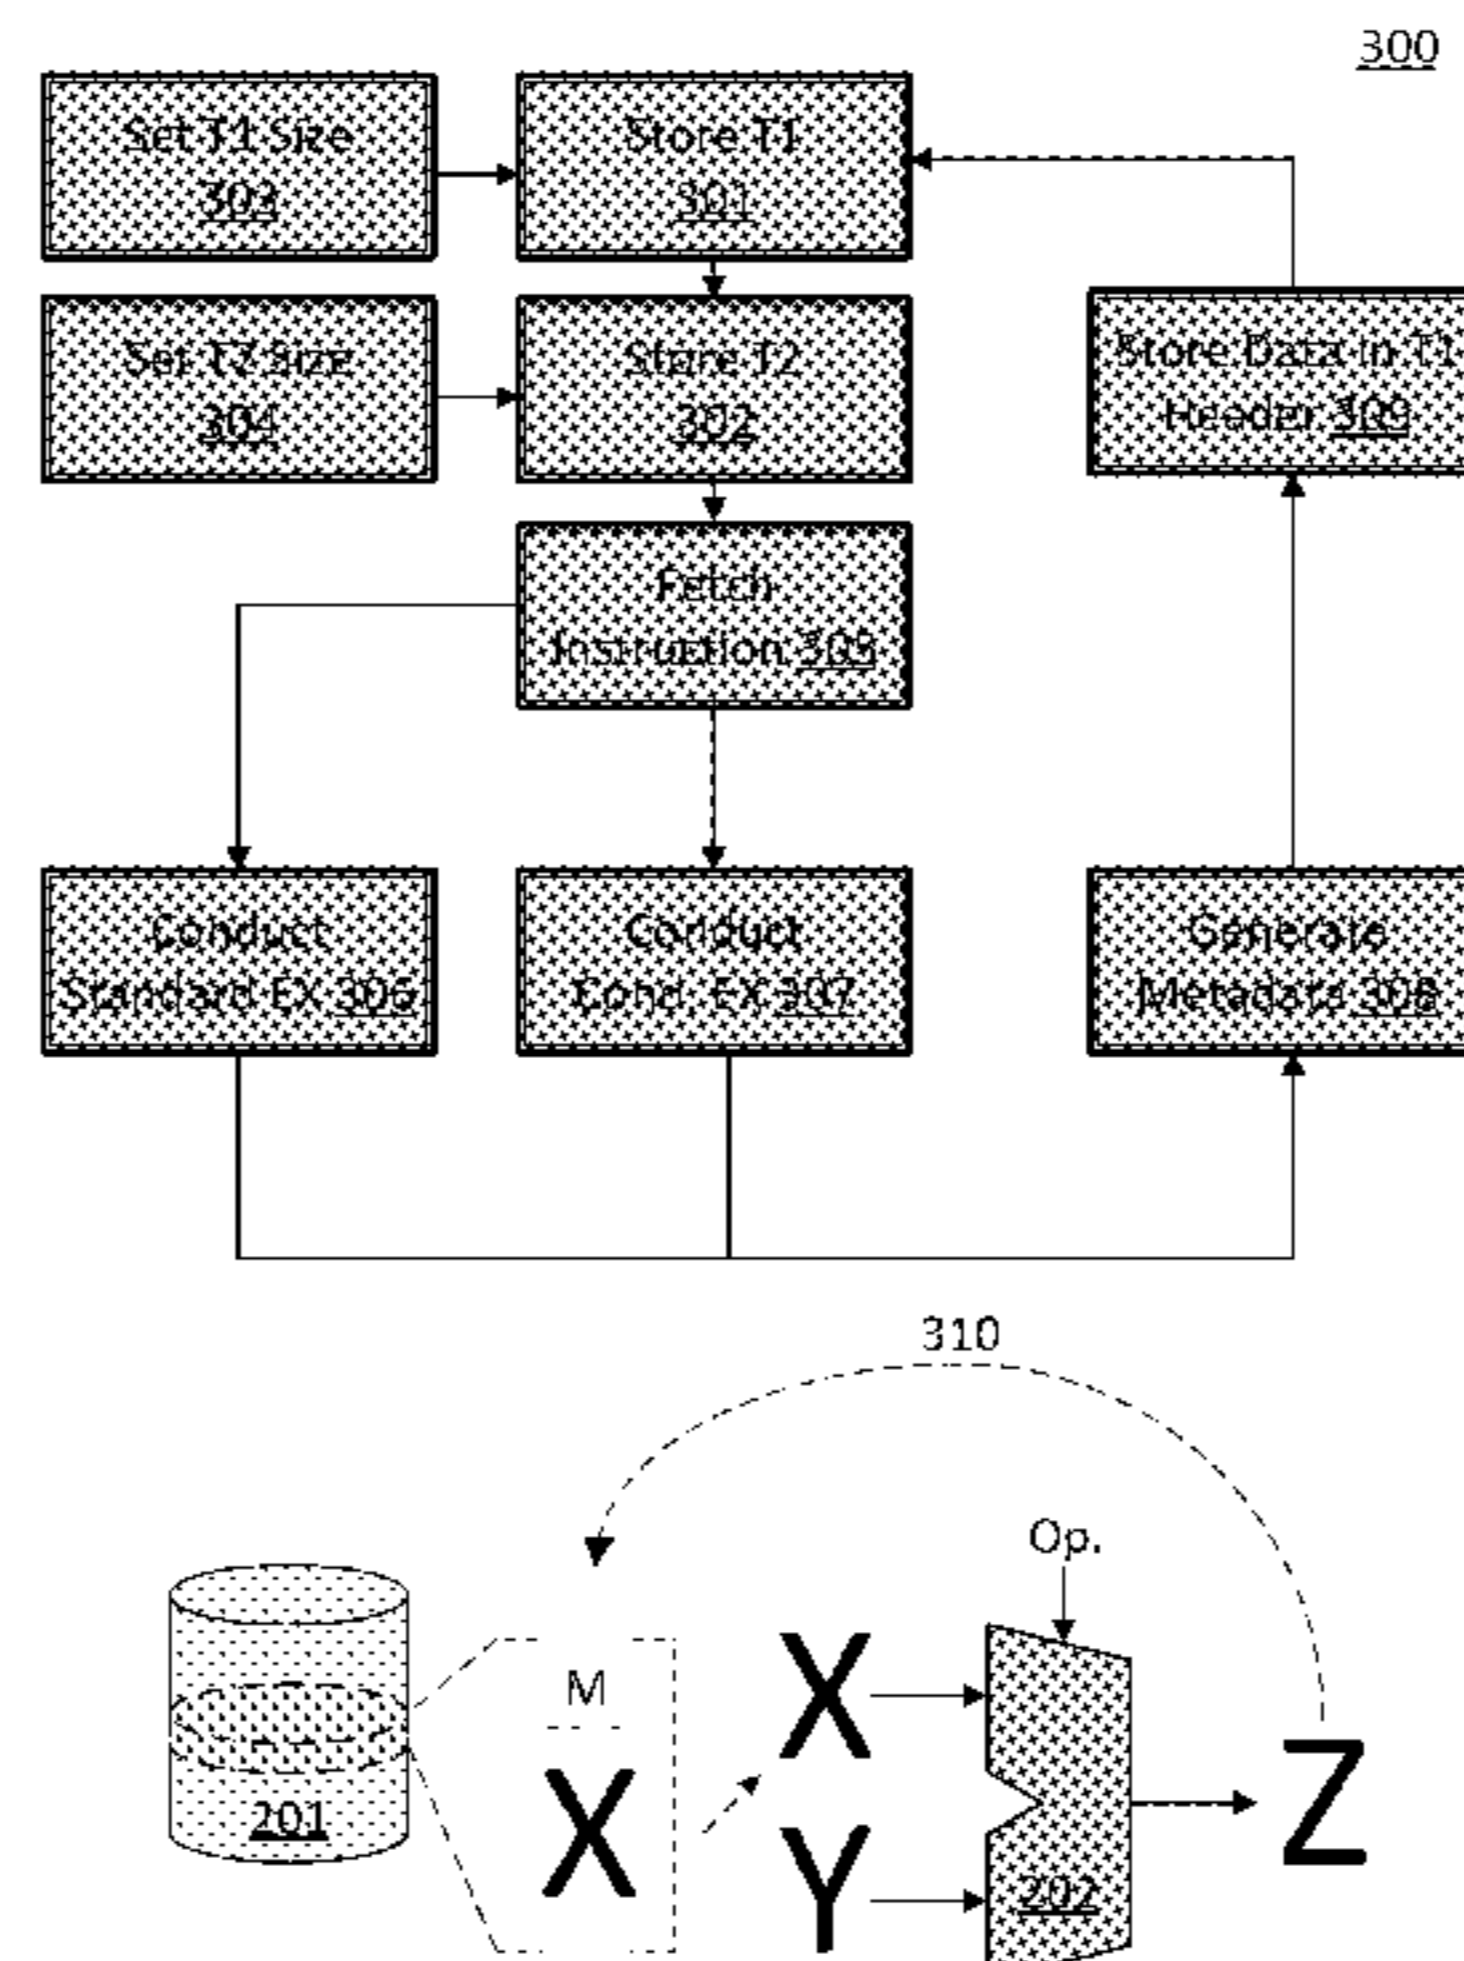 300
Set T1 Size
303
Store T1
301
Set T2 Size
304
Store T2
302
Store Data in T1
Header 309
Fetch
Instruction 305
Conduct
Standard EX 306
Conduct
Cond. EX 307
Generate
Metadata 308
310
Op.
M
X
X
Y
Z
201
202